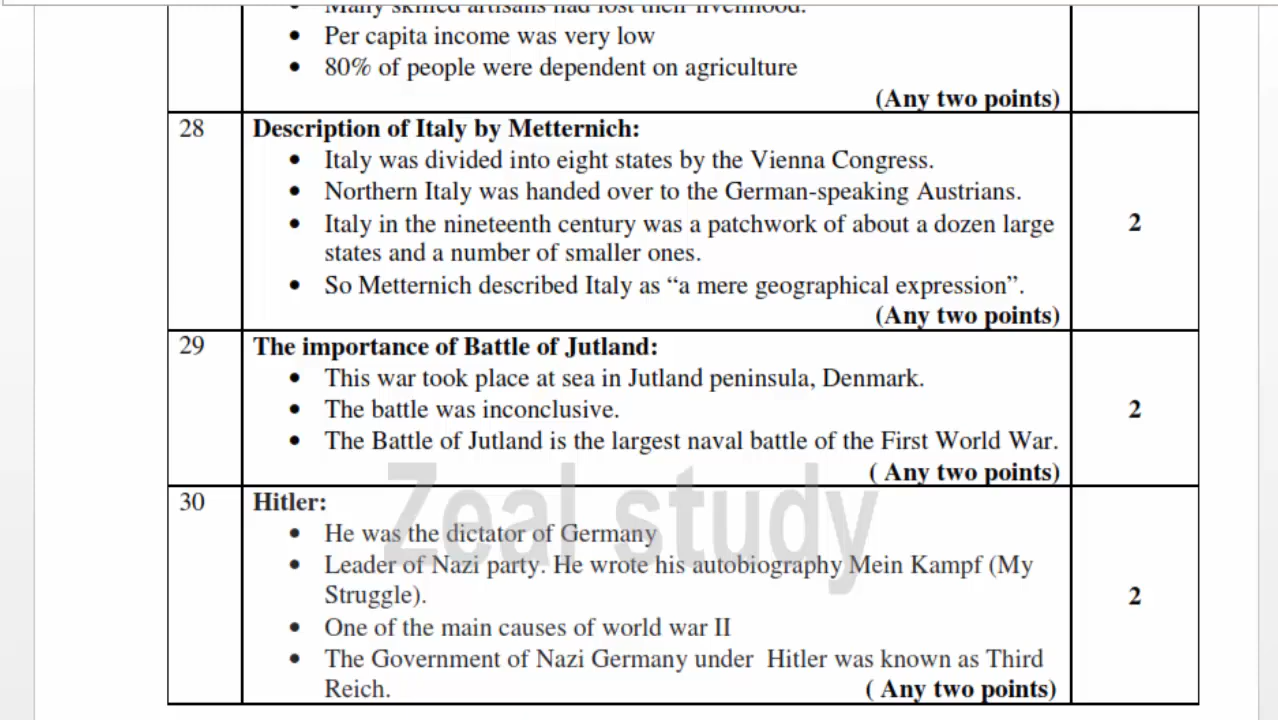 Many skilled artisans had lost their livelihood.
• Per capita income was very low
• 80% of people were dependent on agriculture
(Any two points)
28 Description of Italy by Metternich:
• Italy was divided into eight states by the Vienna Congress.
• Northern Italy was handed over to the German-speaking Austrians.
• Italy in the nineteenth century was a patchwork of about a dozen large
states and a number of smaller ones.
2
• So Metternich described Italy as “a mere geographical expression”.
(Any two points)
29 The importance of Battle of Jutland:
• This war took place at sea in Jutland peninsula, Denmark.
• The battle was inconclusive.
2
• The Battle of Jutland is the largest naval battle of the First World War.
( Any two points)
Zeal study
30 Hitler:
• He was the dictator of Germany
• Leader of Nazi party. He wrote his autobiography Mein Kampf (My
Struggle).
2
• One of the main causes of world war II
• The Government of Nazi Germany under Hitler was known as Third
Reich. ( Any two points)